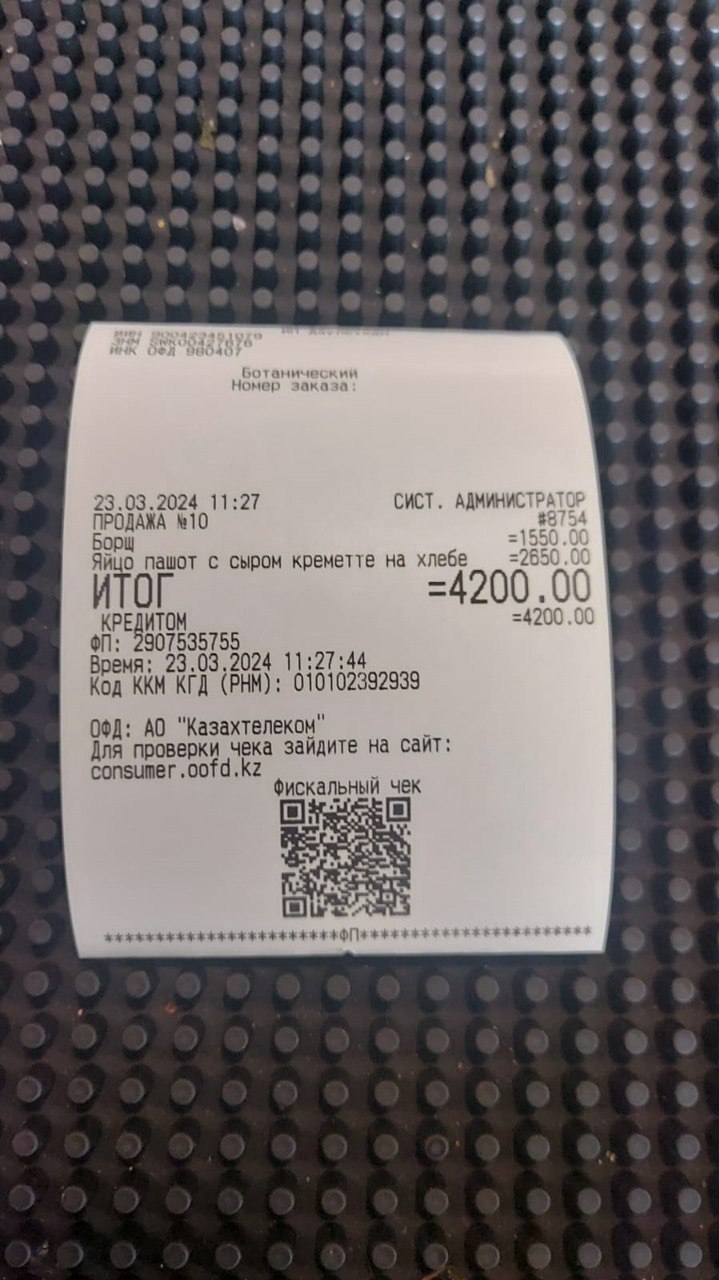 ИИН 900423451079
ЗНМ SWK00427676
ИНК ОФД 980407
Ботанический
Номер заказа:
23.03.2024 11:27 СИСТ. АДМИНИСТРАТОР
ПРОДАЖА №10 #8754
Борщ =1550.00
Яйцо пашот с сыром креметте на хлебе =2650.00
ИТОГ =4200.00
КРЕДИТОМ =4200.00
ФП: 2907535755
Время: 23.03.2024 11:27:44
Код ККМ КГД (РНМ): 010102392939
ОФД: АО "Казахтелеком"
Для проверки чека зайдите на сайт:
consumer.oofd.kz
Фискальный чек
***********************ФП***********************